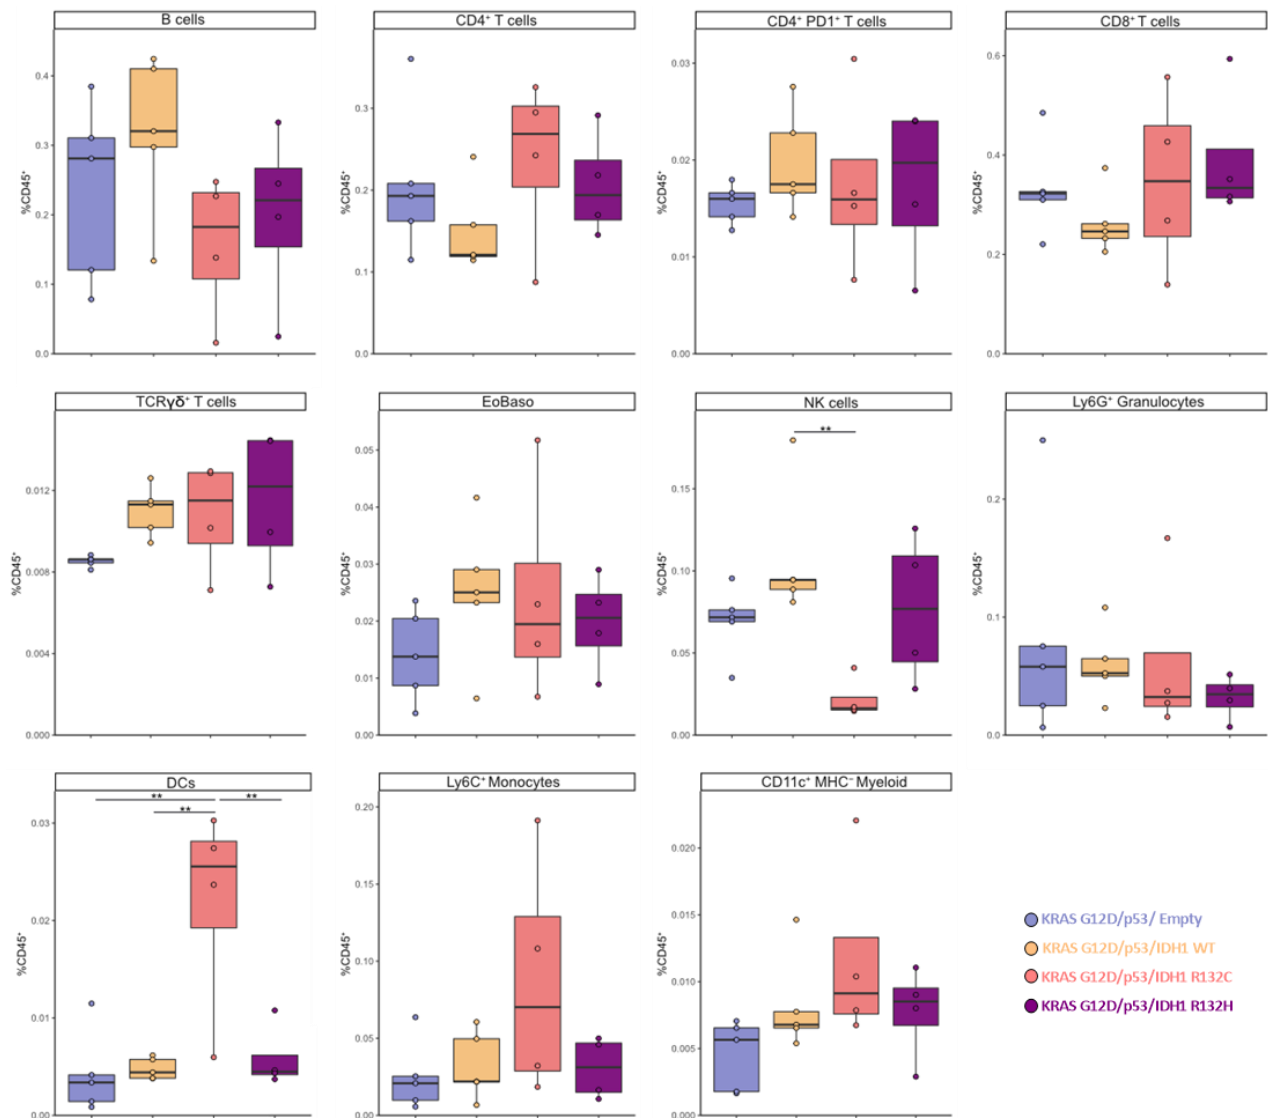 B cells
CD4⁺ T cells
CD4⁺ PD1⁺ T cells
CD8⁺ T cells
%CD45⁺
0.4
0.3
0.2
0.1
0.0
%CD45⁺
0.3
0.2
0.1
0.0
%CD45⁺
0.03
0.02
0.01
0.00
%CD45⁺
0.6
0.4
0.2
0.0
TCRγδ⁺ T cells
EoBaso
NK cells
Ly6G⁺ Granulocytes
%CD45⁺
0.012
0.008
0.004
0.000
%CD45⁺
0.05
0.04
0.03
0.02
0.01
0.00
**
%CD45⁺
0.15
0.10
0.05
0.00
%CD45⁺
0.2
0.1
0.0
DCs
Ly6C⁺ Monocytes
CD11c⁺ MHC⁻ Myeloid
** **
**
%CD45⁺
0.03
0.02
0.01
0.00
%CD45⁺
0.20
0.15
0.10
0.05
0.00
%CD45⁺
0.020
0.015
0.010
0.005
0.000
KRAS G12D/p53/ Empty
KRAS G12D/p53/IDH1 WT
KRAS G12D/p53/IDH1 R132C
KRAS G12D/p53/IDH1 R132H